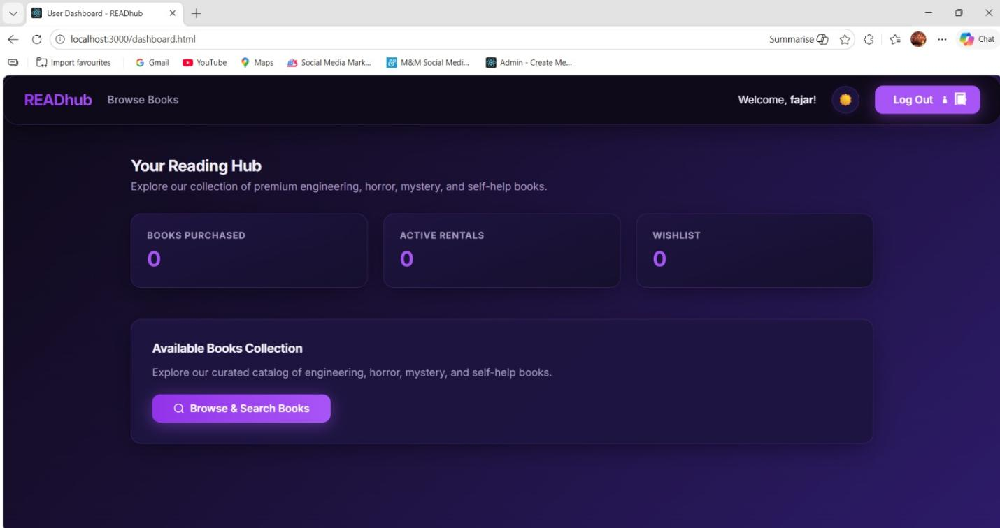 User Dashboard - READhub
localhost:3000/dashboard.html
Summarise
Chat
Import favourites
Gmail
YouTube
Maps
Social Media Mark...
M&M Social Medi...
Admin - Create Me...
READhub
Browse Books
Welcome, fajar!
Log Out
Your Reading Hub
Explore our collection of premium engineering, horror, mystery, and self-help books.
BOOKS PURCHASED
0
ACTIVE RENTALS
0
WISHLIST
0
Available Books Collection
Explore our curated catalog of engineering, horror, mystery, and self-help books.
Browse & Search Books